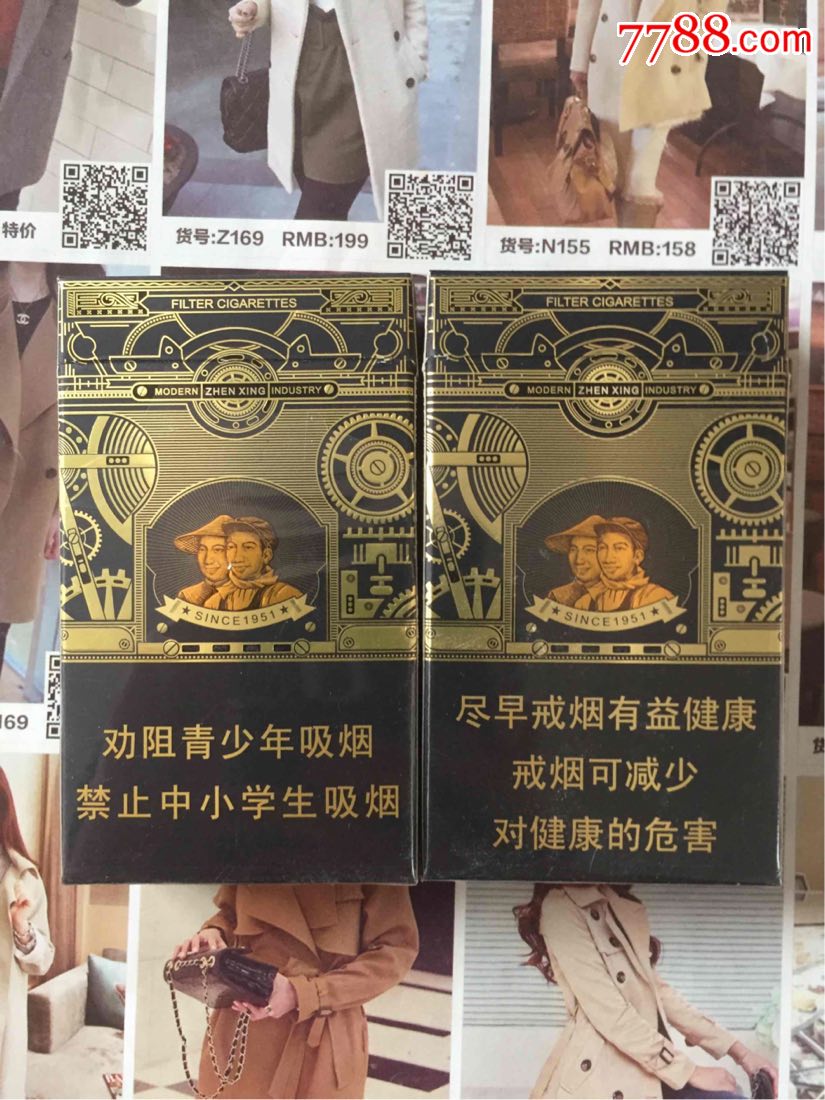 7788.com
特价
货号:Z169 RMB:199
货号:N155 RMB:158
FILTER CIGARETTES
MODERN ZHEN XING INDUSTRY
SINCE1951
劝阻青少年吸烟
禁止中小学生吸烟
FILTER CIGARETTES
MODERN ZHEN XING INDUSTRY
SINCE1951
尽早戒烟有益健康
戒烟可减少
对健康的危害
169
货